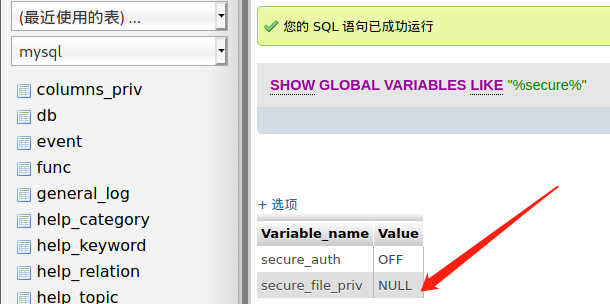 (最近使用的表) ...
mysql
columns_priv
db
event
func
general_log
help_category
help_keyword
help_relation
help_topic
您的 SQL 语句已成功运行
SHOW GLOBAL VARIABLES LIKE "%secure%"
+ 选项
Variable_name Value
secure_auth OFF
secure_file_priv NULL